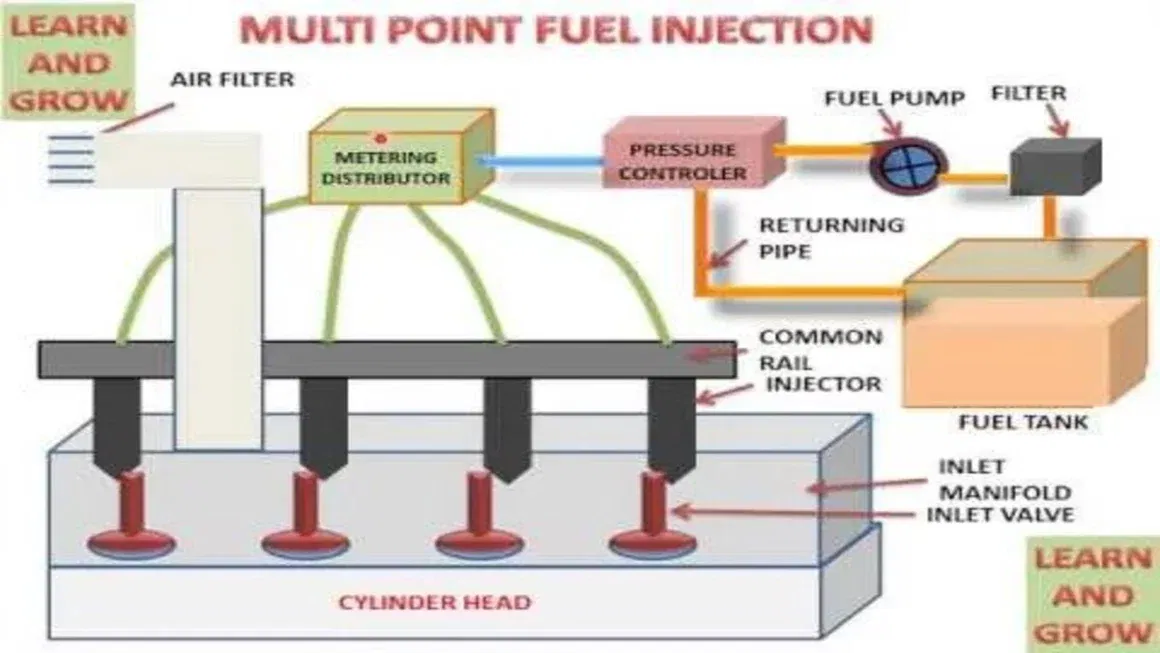 LEARN
AND
GROW
MULTI POINT FUEL INJECTION
AIR FILTER
FUEL PUMP
FILTER
METERING
DISTRIBUTOR
PRESSURE
CONTROLER
RETURNING
PIPE
COMMON
RAIL
INJECTOR
FUEL TANK
INLET
MANIFOLD
INLET VALVE
CYLINDER HEAD
LEARN
AND
GROW